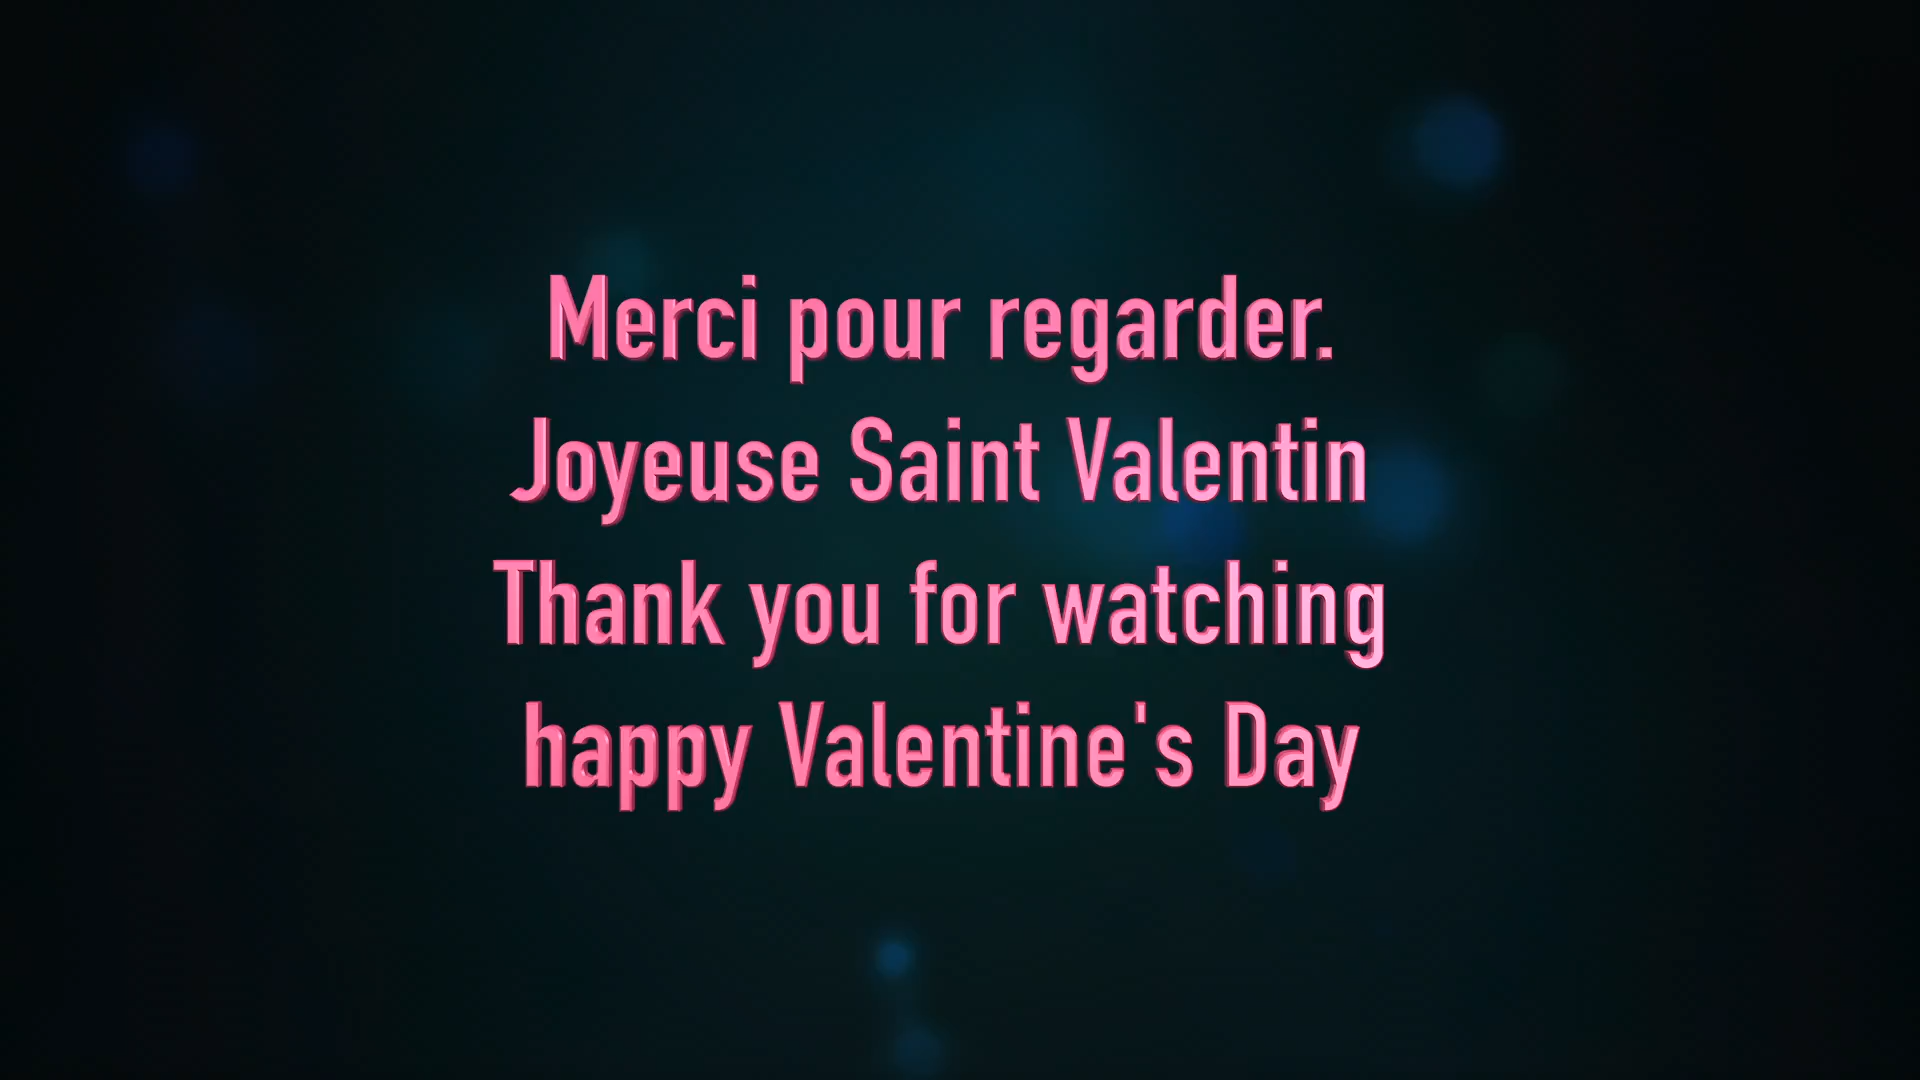 Merci pour regarder.
Joyeuse Saint Valentin
Thank you for watching
happy Valentine's Day